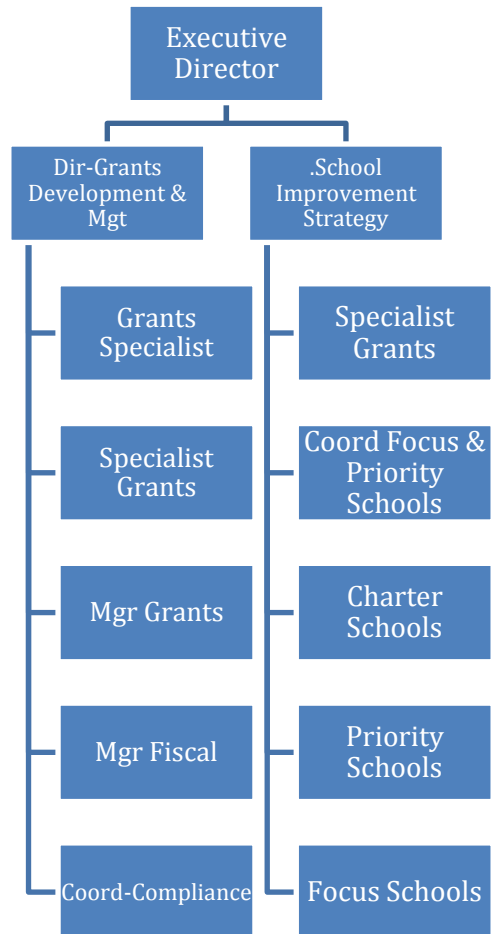 Executive
Director
Dir-Grants
Development &
Mgt
.School
Improvement
Strategy
Grants
Specialist
Specialist
Grants
Mgr Grants
Mgr Fiscal
Coord-Compliance
Specialist
Grants
Coord Focus &
Priority
Schools
Charter
Schools
Priority
Schools
Focus Schools